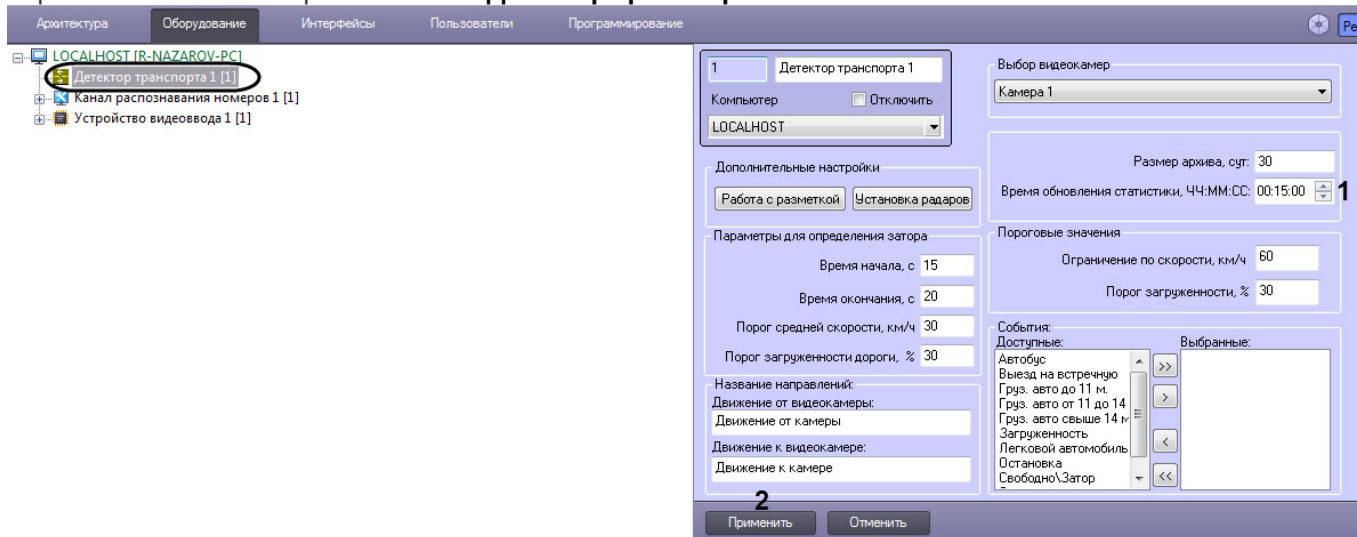 Архитектура Оборудование Интерфейсы Пользователи Программирование
LOCALHOST [R-NAZAROV-PC]
Детектор транспорта 1 [1]
Канал распознавания номеров 1 [1]
Устройство видеоввода 1 [1]
1 Детектор транспорта 1
Компьютер Отключить
LOCALHOST
Дополнительные настройки
Работа с разметкой Установка радаров
Параметры для определения затора
Время начала, с 15
Время окончания, с 20
Порог средней скорости, км/ч 30
Порог загруженности дороги, % 30
Название направлений:
Движение от видеокамеры:
Движение от камеры
Движение к видеокамере:
Движение к камере
Выбор видеокамер
Камера 1
Размер архива, сут: 30
Время обновления статистики, ЧЧ:ММ:СС: 00:15:00 1
Пороговые значения
Ограничение по скорости, км/ч 60
Порог загруженности, % 30
События:
Доступные: Выбранные:
Автобус
Выезд на встречную
Груз. авто до 11 м.
Груз. авто от 11 до 14
Груз. авто свыше 14 м
Загруженность
Легковой автомобиль
Остановка
Свободно\Затор
>>
>
<
<<
2
Применить Отменить